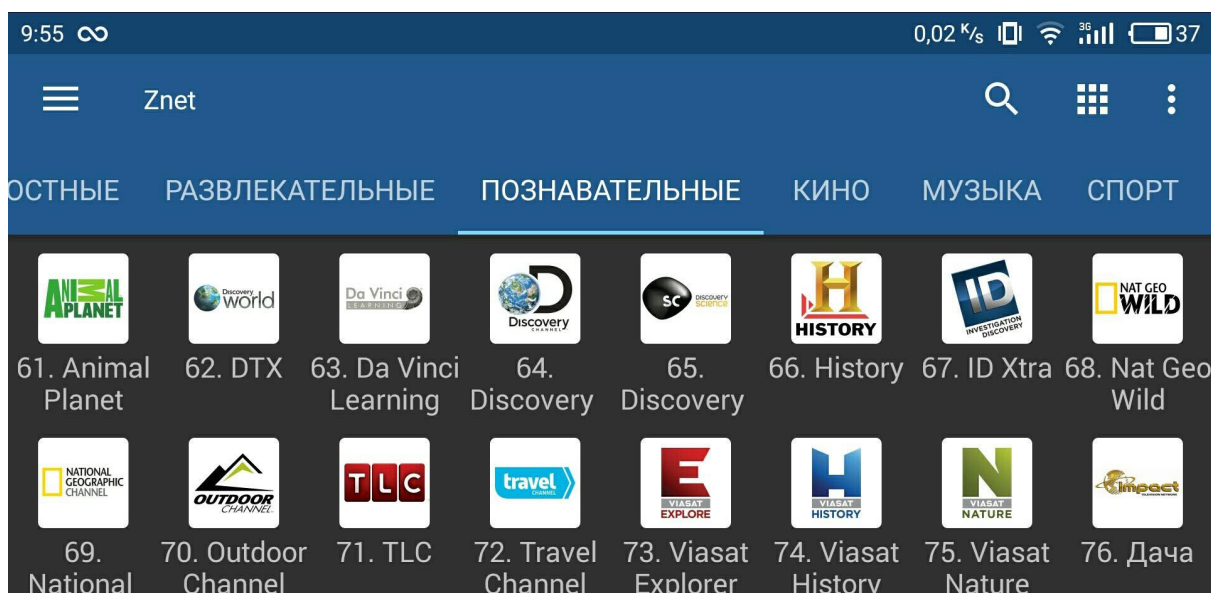 9:55 0,02 K/s 3G 37
Znet
ОСТНЫЕ РАЗВЛЕКАТЕЛЬНЫЕ ПОЗНАВАТЕЛЬНЫЕ КИНО МУЗЫКА СПОРТ
ANIMAL PLANET
Discovery world
Da Vinci LEARNING
Discovery CHANNEL
SC DISCOVERY SCIENCE
H HISTORY
ID INVESTIGATION DISCOVERY
NAT GEO WILD
61. Animal Planet
62. DTX
63. Da Vinci Learning
64. Discovery
65. Discovery
66. History
67. ID Xtra
68. Nat Geo Wild
NATIONAL GEOGRAPHIC CHANNEL
OUTDOOR CHANNEL
TLC
travel CHANNEL
E VIASAT EXPLORE
H VIASAT HISTORY
N VIASAT NATURE
impact TELEVISION NETWORK
69. National
70. Outdoor Channel
71. TLC
72. Travel Channel
73. Viasat Explorer
74. Viasat History
75. Viasat Nature
76. Дача